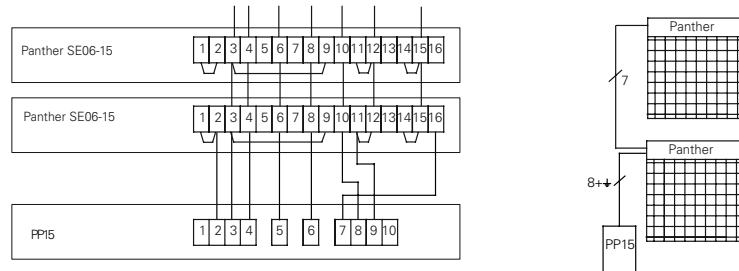 Panther SE06-15 1 2 3 4 5 6 7 8 9 10 11 12 13 14 15 16
Panther SE06-15 1 2 3 4 5 6 7 8 9 10 11 12 13 14 15 16
PP15 1 2 3 4 5 6 7 8 9 10
Panther
7
Panther
8+
PP15